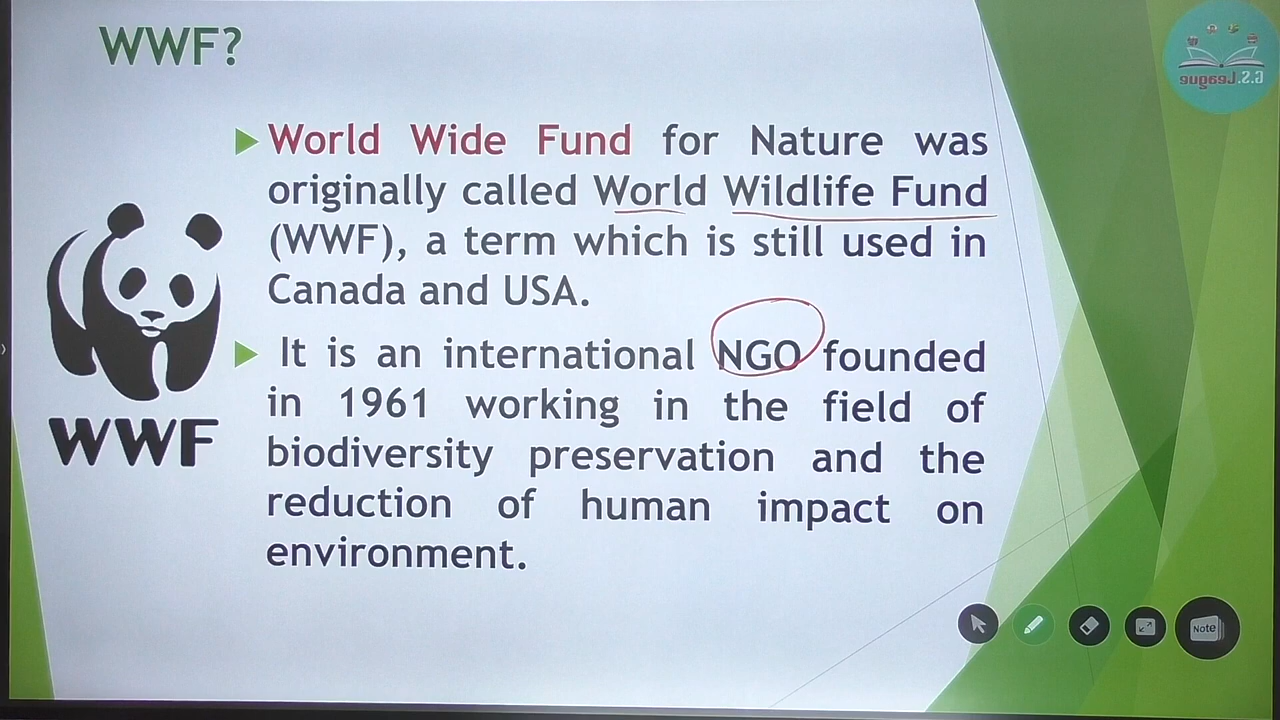 WWF?
G.S.League
World Wide Fund for Nature was
originally called World Wildlife Fund
(WWF), a term which is still used in
Canada and USA.
It is an international NGO founded
in 1961 working in the field of
biodiversity preservation and the
reduction of human impact on
environment.
WWF
Note